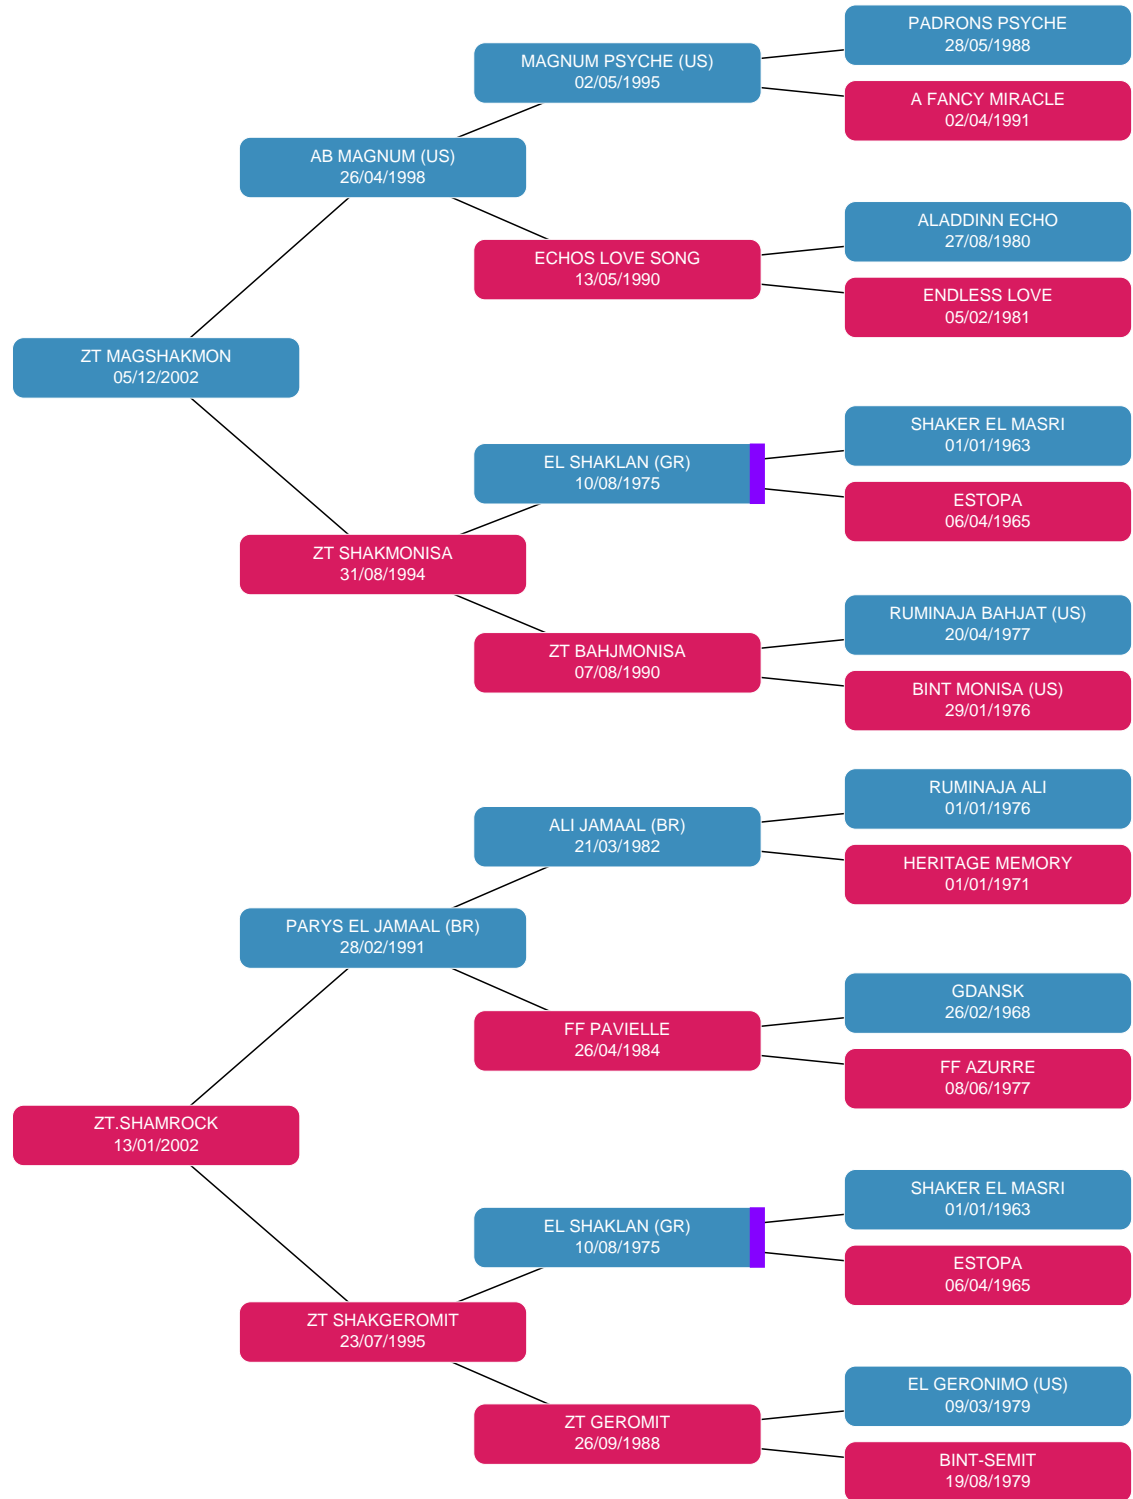 PADRONS PSYCHE
28/05/1988
MAGNUM PSYCHE (US)
02/05/1995
A FANCY MIRACLE
02/04/1991
AB MAGNUM (US)
26/04/1998
ALADDINN ECHO
27/08/1980
ECHOS LOVE SONG
13/05/1990
ENDLESS LOVE
05/02/1981
ZT MAGSHAKMON
05/12/2002
SHAKER EL MASRI
01/01/1963
EL SHAKLAN (GR)
10/08/1975
ESTOPA
06/04/1965
ZT SHAKMONISA
31/08/1994
RUMINAJA BAHJAT (US)
20/04/1977
ZT BAHJMONISA
07/08/1990
BINT MONISA (US)
29/01/1976
RUMINAJA ALI
01/01/1976
ALI JAMAAL (BR)
21/03/1982
HERITAGE MEMORY
01/01/1971
PARYS EL JAMAAL (BR)
28/02/1991
GDANSK
26/02/1968
FF PAVIELLE
26/04/1984
FF AZURRE
08/06/1977
ZT.SHAMROCK
13/01/2002
SHAKER EL MASRI
01/01/1963
EL SHAKLAN (GR)
10/08/1975
ESTOPA
06/04/1965
ZT SHAKGEROMIT
23/07/1995
EL GERONIMO (US)
09/03/1979
ZT GEROMIT
26/09/1988
BINT-SEMIT
19/08/1979